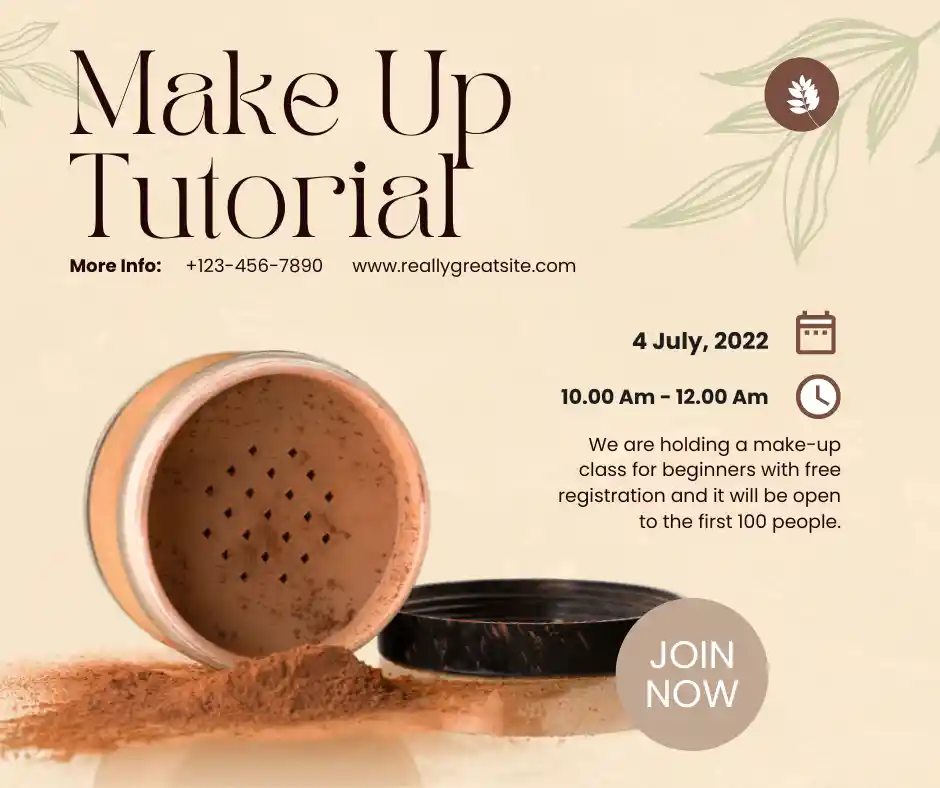 Make Up
Tutorial
More Info: +123-456-7890 www.reallygreatsite.com
4 July, 2022
10.00 Am - 12.00 Am
We are holding a make-up
class for beginners with free
registration and it will be open
to the first 100 people.
JOIN
NOW